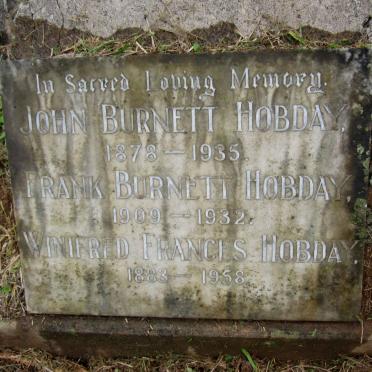 In Sacred Loving Memory.
JOHN BURNETT HOBDAY,
1878 — 1935.
FRANK BURNETT HOBDAY,
1909 — 1932.
WINIFRED FRANCES HOBDAY,
1883 — 1958.